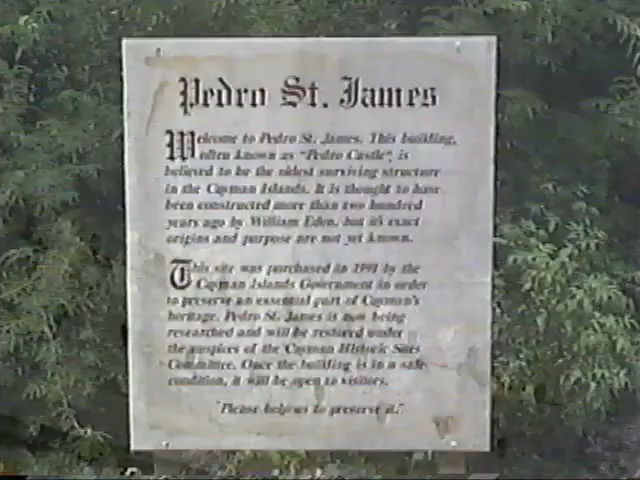 Pedro St. James
Welcome to Pedro St. James. This building,
often known as "Pedro Castle", is
believed to be the oldest surviving structure
in the Cayman Islands. It is thought to have
been constructed more than two hundred
years ago by William Eden, but it's exact
origins and purpose are not yet known.
This site was purchased in 1991 by the
Cayman Islands Government in order
to preserve an essential part of Cayman's
heritage. Pedro St. James is now being
researched and will be restored under
the auspices of the Cayman Historic Sites
Committee. Once the building is in a safe
condition, it will be open to visitors.
"Please help us to preserve it."